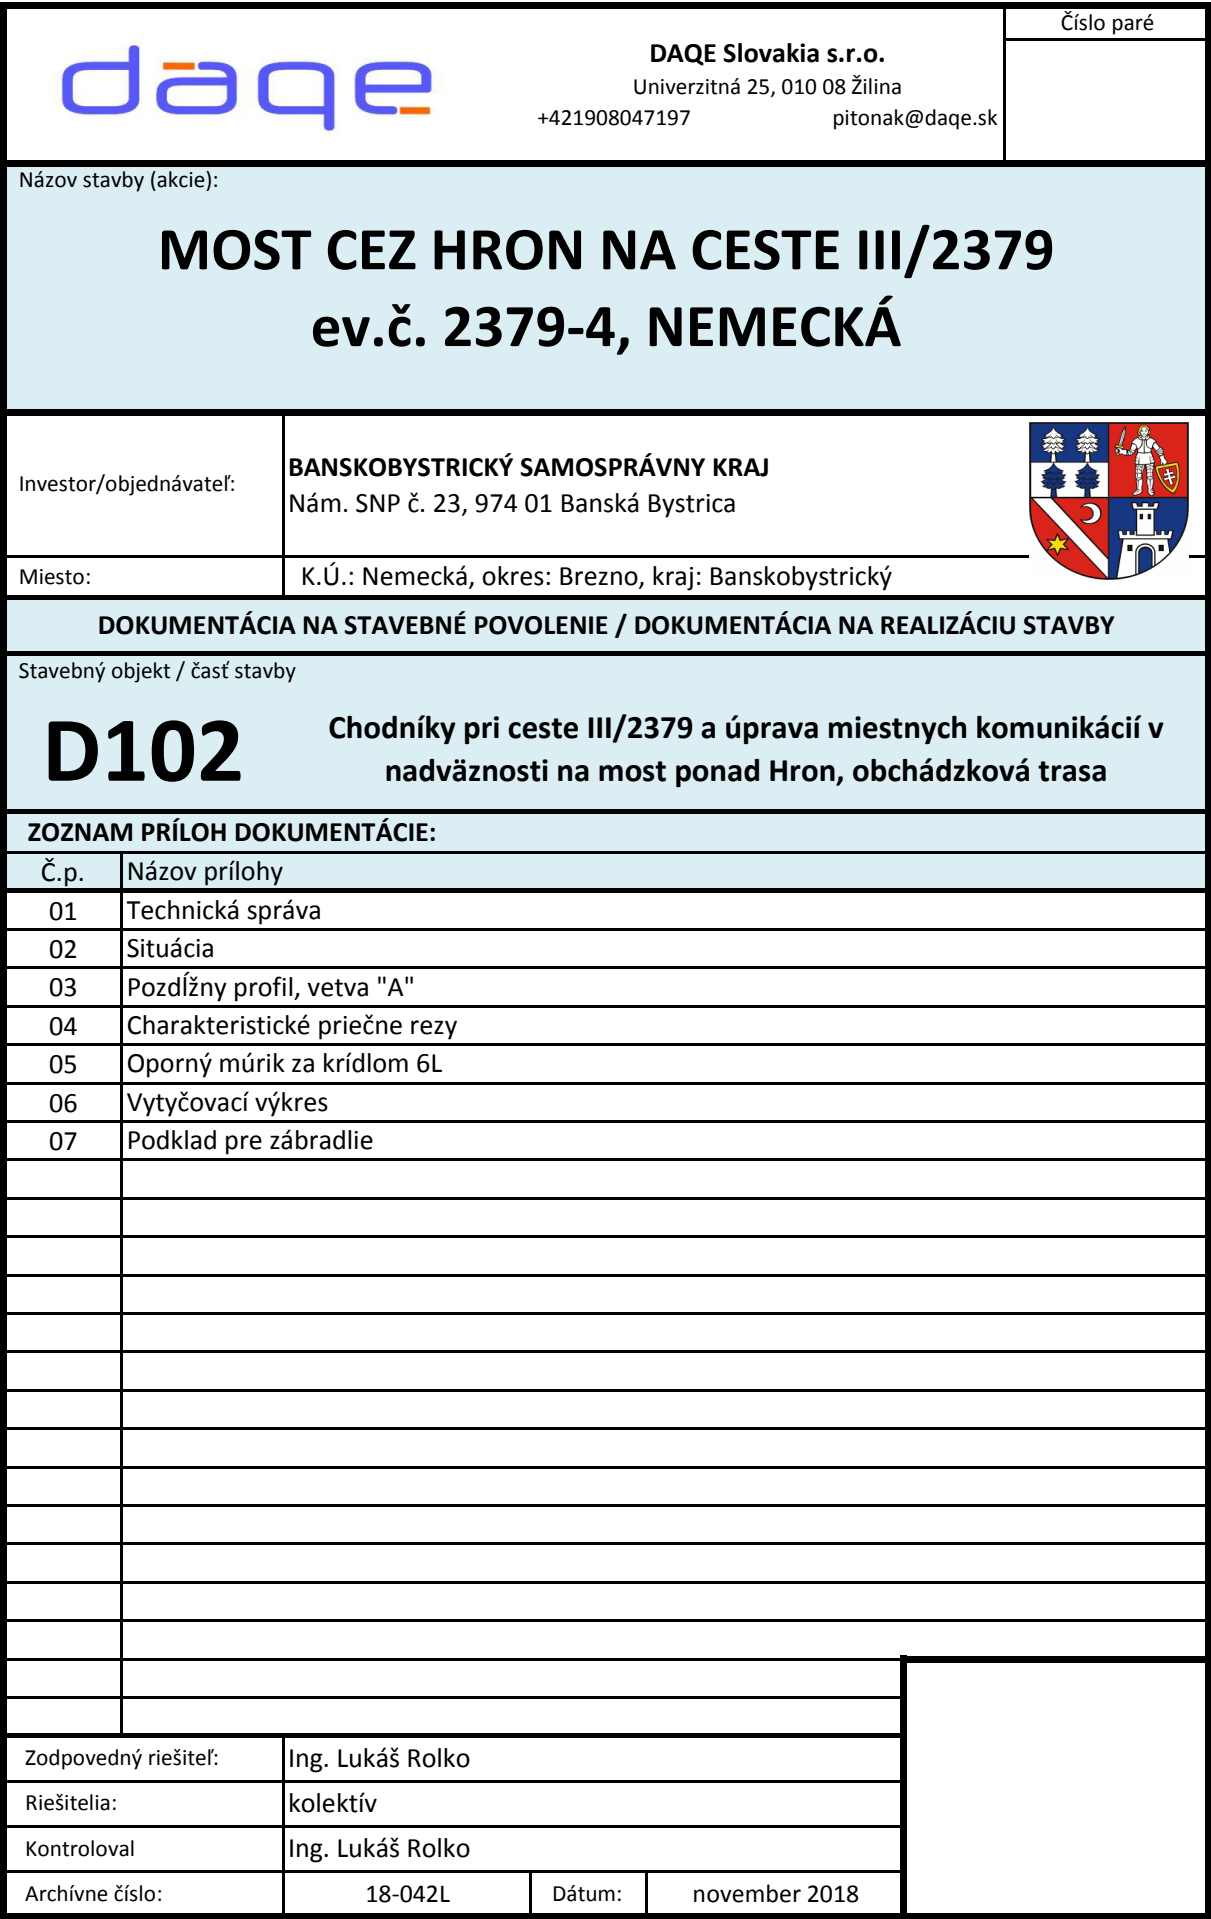 daqe
DAQE Slovakia s.r.o.
Univerzitná 25, 010 08 Žilina
+421908047197 pitonak@daqe.sk
Číslo paré
Názov stavby (akcie):
MOST CEZ HRON NA CESTE III/2379
ev.č. 2379-4, NEMECKÁ
Investor/objednávateľ:
BANSKOBYSTRICKÝ SAMOSPRÁVNY KRAJ
Nám. SNP č. 23, 974 01 Banská Bystrica
Miesto: K.Ú.: Nemecká, okres: Brezno, kraj: Banskobystrický
DOKUMENTÁCIA NA STAVEBNÉ POVOLENIE / DOKUMENTÁCIA NA REALIZÁCIU STAVBY
Stavebný objekt / časť stavby
D102
Chodníky pri ceste III/2379 a úprava miestnych komunikácií v
nadväznosti na most ponad Hron, obchádzková trasa
ZOZNAM PRÍLOH DOKUMENTÁCIE:
Č.p. Názov prílohy
01 Technická správa
02 Situácia
03 Pozdĺžny profil, vetva "A"
04 Charakteristické priečne rezy
05 Oporný múrik za krídlom 6L
06 Vytyčovací výkres
07 Podklad pre zábradlie
Zodpovedný riešiteľ: Ing. Lukáš Rolko
Riešitelia: kolektív
Kontroloval Ing. Lukáš Rolko
Archívne číslo: 18-042L Dátum: november 2018